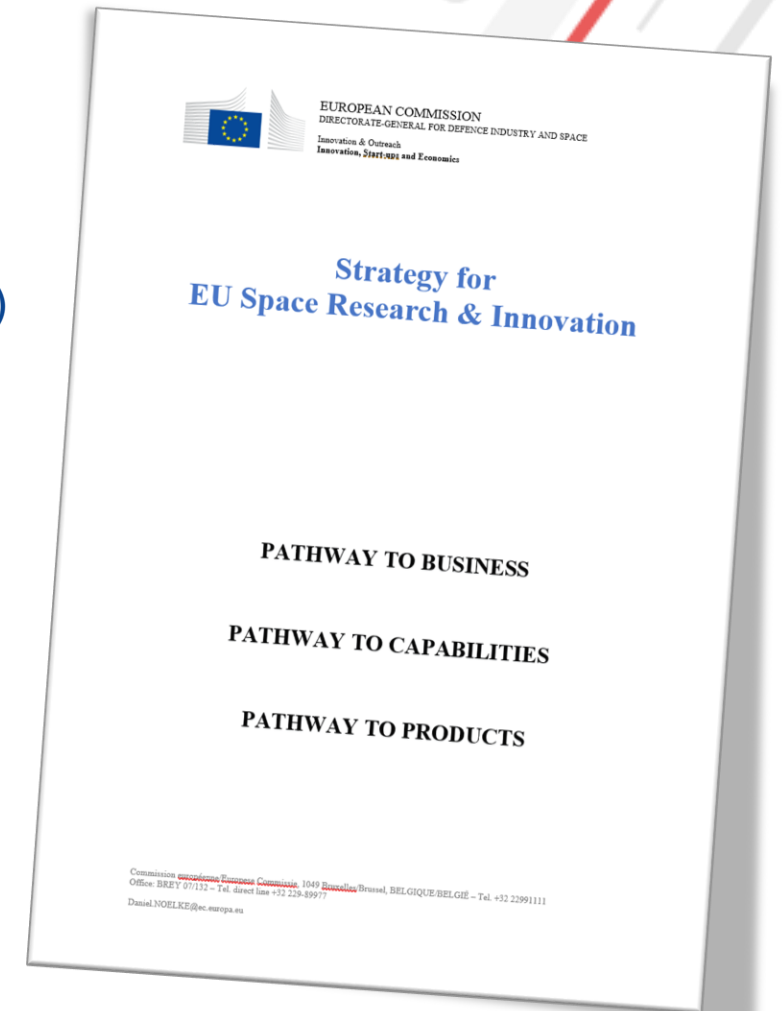 )
EUROPEAN COMMISSION
DIRECTORATE-GENERAL FOR DEFENCE INDUSTRY AND SPACE
Innovation & Outreach
Innovation, Start-ups and Economics
Strategy for
EU Space Research & Innovation
PATHWAY TO BUSINESS
PATHWAY TO CAPABILITIES
PATHWAY TO PRODUCTS
Commission européenne/Europese Commissie, 1049 Bruxelles/Brussel, BELGIQUE/BELGIË – Tel. +32 22991111
Office: BREY 07/132 – Tel. direct line +32 229-89977
Daniel.NOELKE@ec.europa.eu